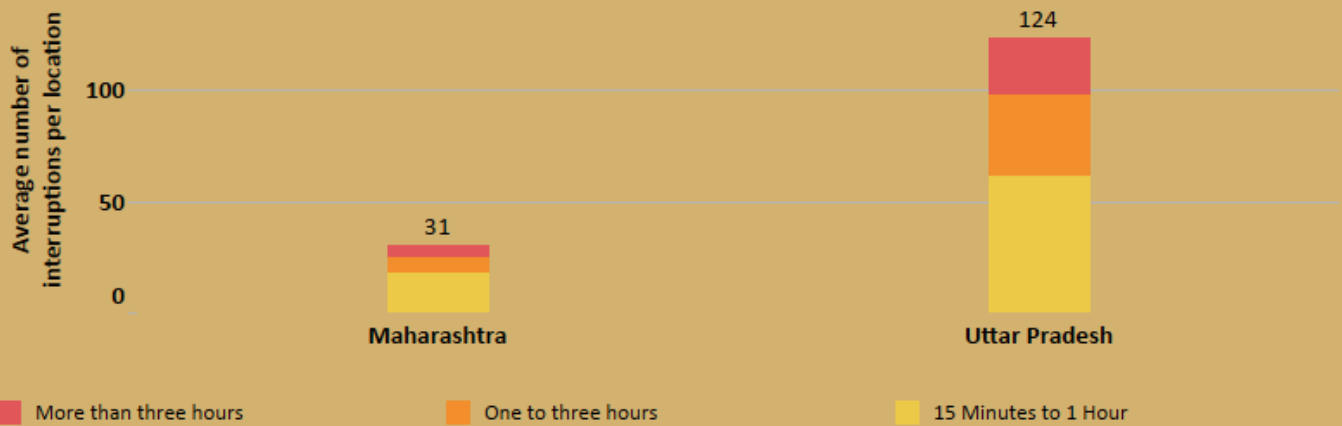 Average number of
interruptions per location
124
100
50
31
0
Maharashtra
Uttar Pradesh
More than three hours
One to three hours
15 Minutes to 1 Hour